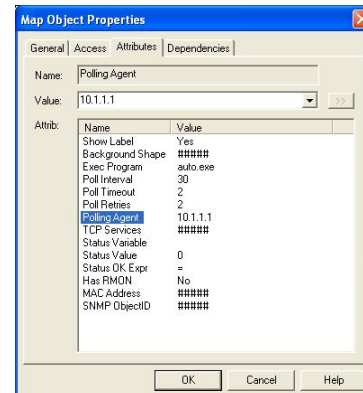 Map Object Properties
General Access Attributes Dependencies
Name: Polling Agent
Value: 10.1.1.1 >>
Attrib:
Name Value
Show Label Yes
Background Shape #####
Exec Program auto.exe
Poll Interval 30
Poll Timeout 2
Poll Retries 2
Polling Agent 10.1.1.1
TCP Services #####
Status Variable
Status Value 0
Status OK Expr =
Has RMON No
MAC Address #####
SNMP ObjectID #####
OK Cancel Help